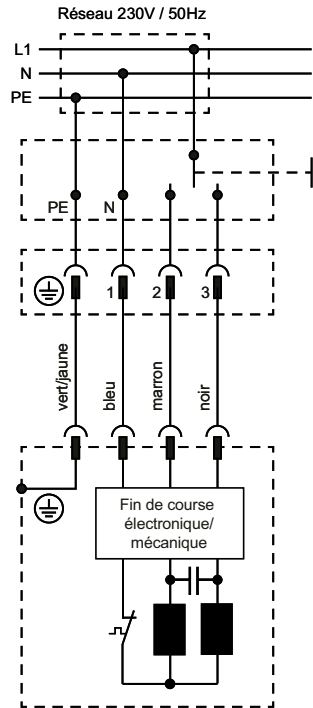 Réseau 230V / 50Hz
L1
N
PE
PE N
1 2 3
vert/jaune
bleu
marron
noir
Fin de course
électronique/
mécanique